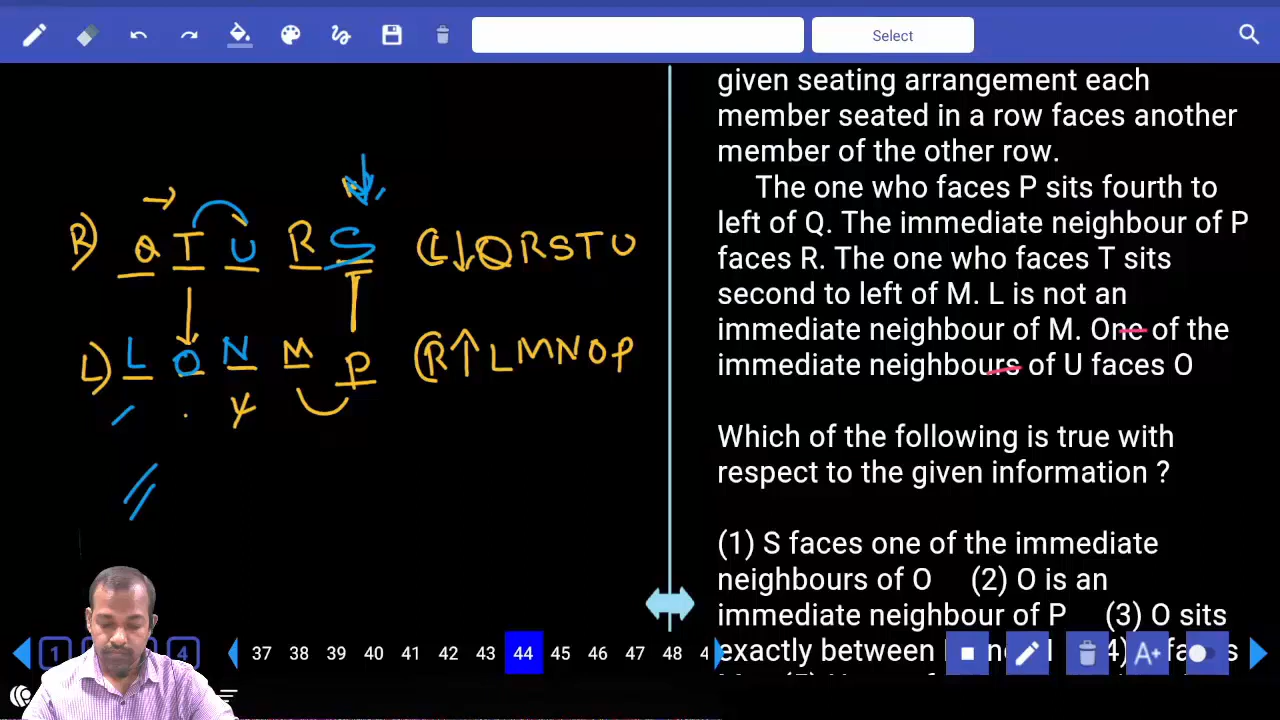 Select
given seating arrangement each
member seated in a row faces another
member of the other row.
The one who faces P sits fourth to
left of Q. The immediate neighbour of P
faces R. The one who faces T sits
second to left of M. L is not an
immediate neighbour of M. One of the
immediate neighbours of U faces O
Which of the following is true with
respect to the given information ?
(1) S faces one of the immediate
neighbours of O (2) O is an
immediate neighbour of P (3) O sits
exactly between
R) Q T U R S (L ↓ Q R S T U
L) L O N M P (R ↑ L M N O P
1 4 37 38 39 40 41 42 43 44 45 46 47 48 4
A+